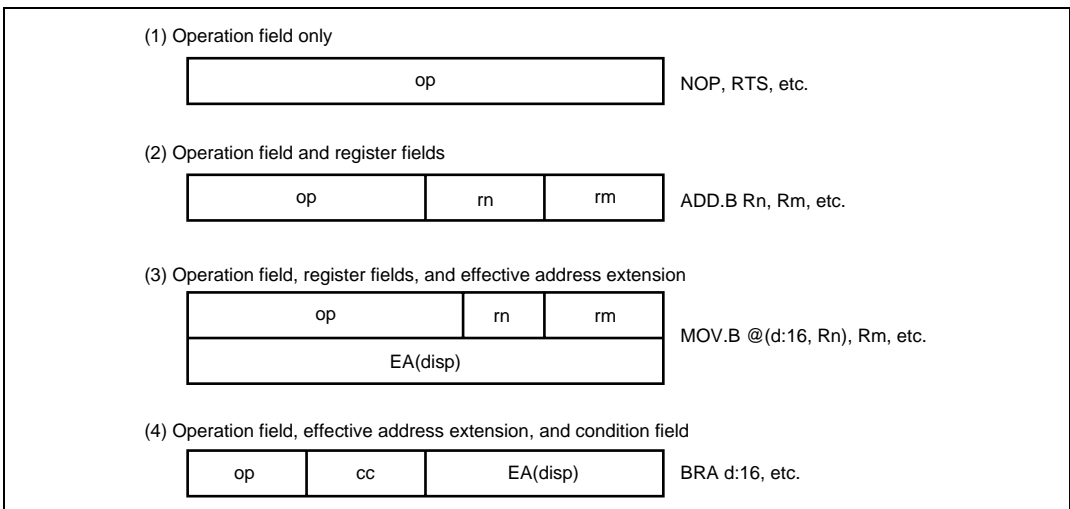 (1) Operation field only
op
NOP, RTS, etc.
(2) Operation field and register fields
op rn rm
ADD.B Rn, Rm, etc.
(3) Operation field, register fields, and effective address extension
op rn rm
EA(disp)
MOV.B @(d:16, Rn), Rm, etc.
(4) Operation field, effective address extension, and condition field
op cc EA(disp)
BRA d:16, etc.